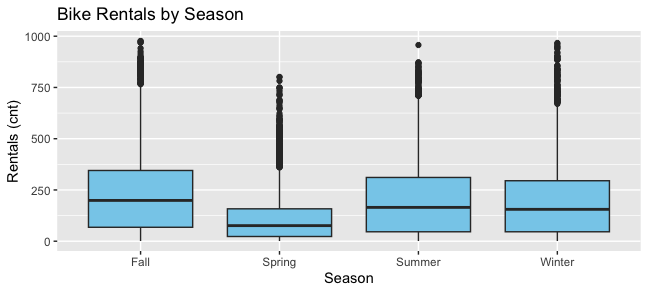 Bike Rentals by Season
Rentals (cnt)
1000
750
500
250
0
Fall Spring Summer Winter
Season